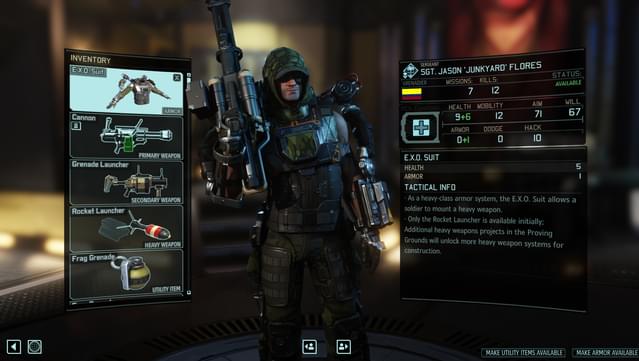 INVENTORY
E.X.O. Suit
ARMOR
Cannon
PRIMARY WEAPON
Grenade Launcher
SECONDARY WEAPON
Rocket Launcher
HEAVY WEAPON
Frag Grenade
UTILITY ITEM
SERGEANT
SGT. JASON 'JUNKYARD' FLORES
GRENADIER
MISSIONS: KILLS:
7 12
STATUS:
AVAILABLE
HEALTH MOBILITY AIM WILL
9+6 12 71 67
ARMOR DODGE HACK
0+1 0 10
E.X.O. SUIT
HEALTH 5
ARMOR 1
TACTICAL INFO
- As a heavy-class armor system, the E.X.O. Suit allows a
soldier to mount a heavy weapon.
- Only the Rocket Launcher is available initially;
Additional heavy weapons projects in the Proving
Grounds will unlock more heavy weapon systems for
construction.
MAKE UTILITY ITEMS AVAILABLE
MAKE ARMOR AVAILABLE